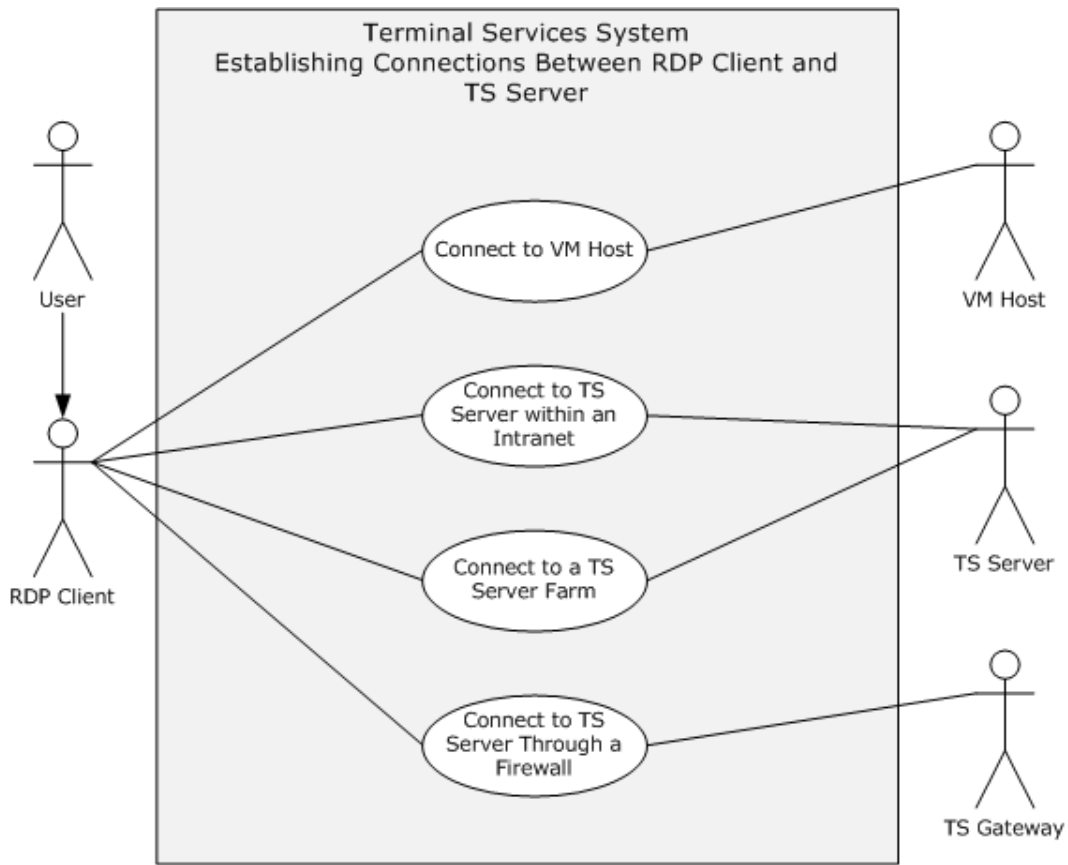 Terminal Services System
Establishing Connections Between RDP Client and
TS Server
User
VM Host
Connect to VM Host
Connect to TS
Server within an
Intranet
RDP Client
TS Server
Connect to a TS
Server Farm
Connect to TS
Server Through a
Firewall
TS Gateway